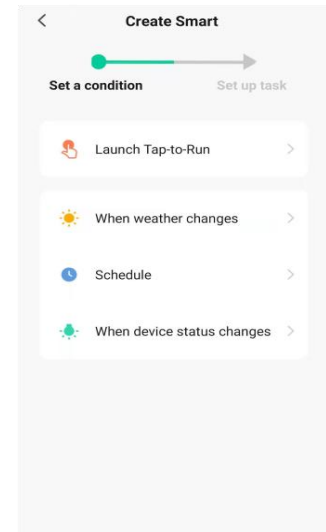 Create Smart
Set a condition Set up task
Launch Tap-to-Run
When weather changes
Schedule
When device status changes